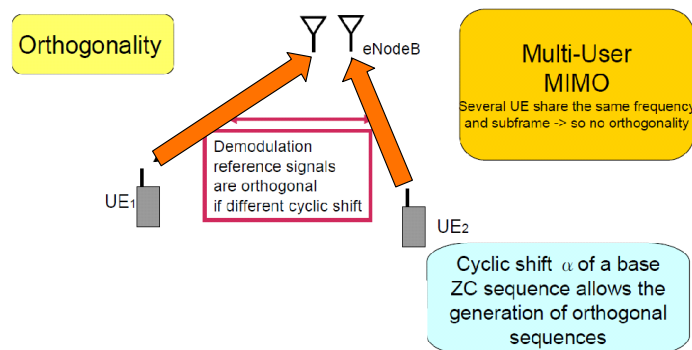 Orthogonality
eNodeB
Multi-User
MIMO
Several UE share the same frequency
and subframe -> so no orthogonality
Demodulation
reference signals
are orthogonal
if different cyclic shift
UE1
UE2
Cyclic shift α of a base
ZC sequence allows the
generation of orthogonal
sequences